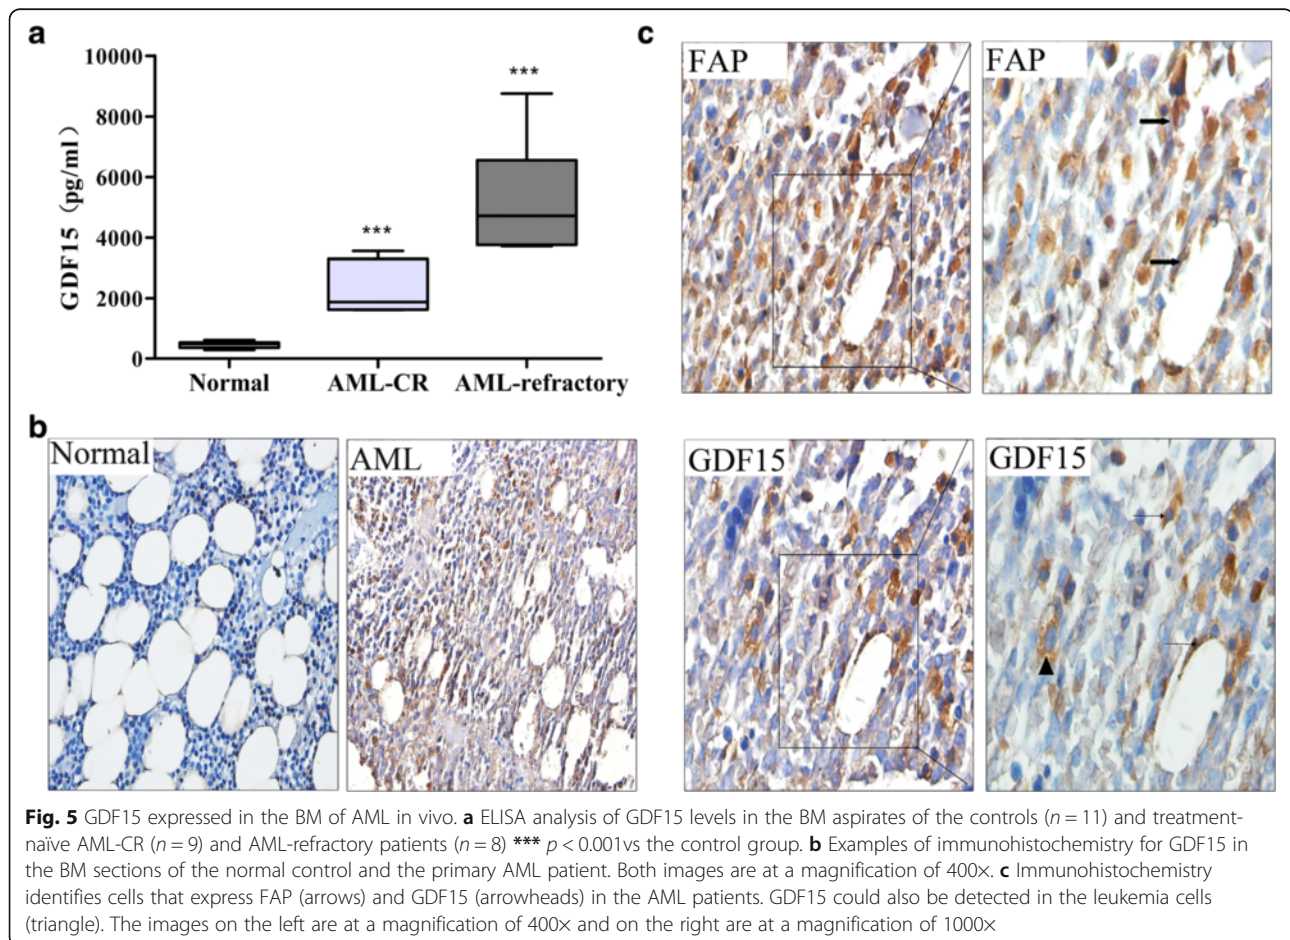 a
10000
8000
6000
4000
2000
0
GDF15 (pg/ml)
***
***
Normal
AML-CR
AML-refractory
b
Normal
AML
c
FAP
FAP
GDF15
GDF15
Fig. 5 GDF15 expressed in the BM of AML in vivo. a ELISA analysis of GDF15 levels in the BM aspirates of the controls (n = 11) and treatment-
naïve AML-CR (n = 9) and AML-refractory patients (n = 8) *** p < 0.001vs the control group. b Examples of immunohistochemistry for GDF15 in
the BM sections of the normal control and the primary AML patient. Both images are at a magnification of 400×. c Immunohistochemistry
identifies cells that express FAP (arrows) and GDF15 (arrowheads) in the AML patients. GDF15 could also be detected in the leukemia cells
(triangle). The images on the left are at a magnification of 400× and on the right are at a magnification of 1000×